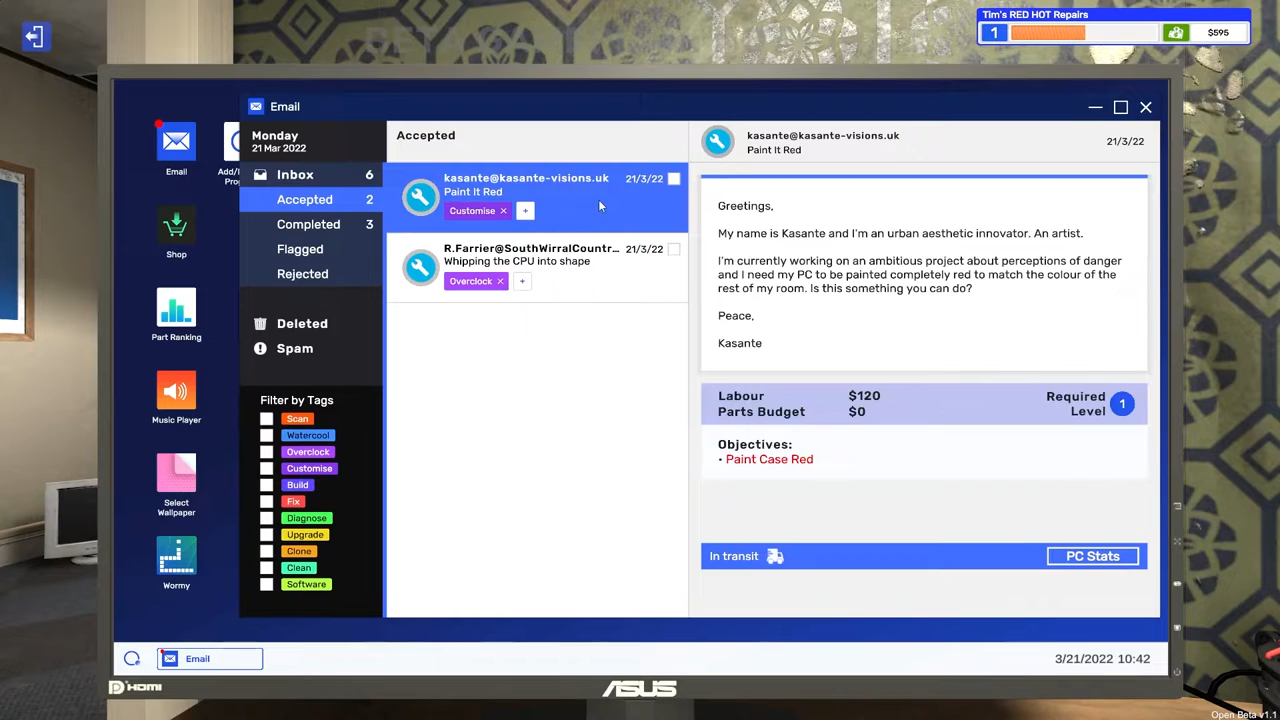 Tim's RED HOT Repairs
1
$595
Email
Monday
21 Mar 2022
Accepted
kasante@kasante-visions.uk
Paint It Red
21/3/22
Email
Shop
Part Ranking
Music Player
Select
Wallpaper
Wormy
Inbox 6
Accepted 2
Completed 3
Flagged
Rejected
Deleted
Spam
Filter by Tags
Scan
Watercool
Overclock
Customise
Build
Fix
Diagnose
Upgrade
Clone
Clean
Software
kasante@kasante-visions.uk 21/3/22
Paint It Red
Customise × +
R.Farrier@SouthWirralCountr... 21/3/22
Whipping the CPU into shape
Overclock × +
Greetings,
My name is Kasante and I'm an urban aesthetic innovator. An artist.
I'm currently working on an ambitious project about perceptions of danger
and I need my PC to be painted completely red to match the colour of the
rest of my room. Is this something you can do?
Peace,
Kasante
Labour $120
Parts Budget $0
Required
Level 1
Objectives:
• Paint Case Red
In transit
PC Stats
Email
3/21/2022 10:42
HDMI
ASUS
Open Beta v1.1